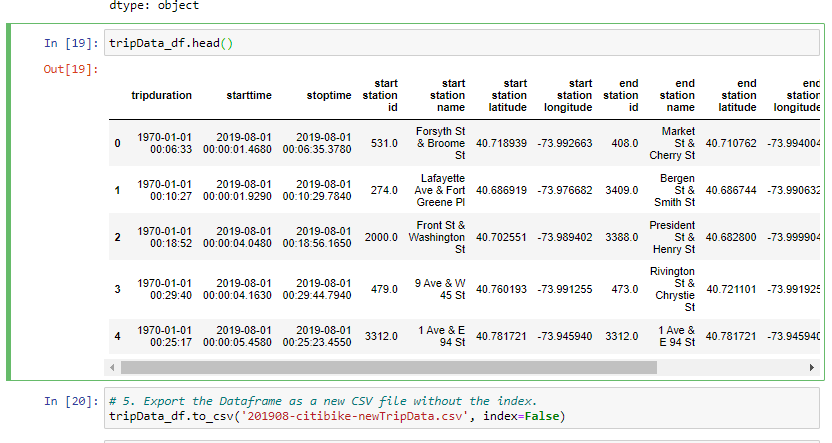 dtype: object
In [19]: tripData_df.head()
Out[19]:
tripduration starttime stoptime start station id start station name start station latitude start station longitude end station id end station name end station latitude end station longitude
0 1970-01-01 00:06:33 2019-08-01 00:00:01.4680 2019-08-01 00:06:35.3780 531.0 Forsyth St & Broome St 40.718939 -73.992663 408.0 Market St & Cherry St 40.710762 -73.994004
1 1970-01-01 00:10:27 2019-08-01 00:00:01.9290 2019-08-01 00:10:29.7840 274.0 Lafayette Ave & Fort Greene Pl 40.686919 -73.976682 3409.0 Bergen St & Smith St 40.686744 -73.990632
2 1970-01-01 00:18:52 2019-08-01 00:00:04.0480 2019-08-01 00:18:56.1650 2000.0 Front St & Washington St 40.702551 -73.989402 3388.0 President St & Henry St 40.682800 -73.999904
3 1970-01-01 00:29:40 2019-08-01 00:00:04.1630 2019-08-01 00:29:44.7940 479.0 9 Ave & W 45 St 40.760193 -73.991255 473.0 Rivington St & Chrystie St 40.721101 -73.991925
4 1970-01-01 00:25:17 2019-08-01 00:00:05.4580 2019-08-01 00:25:23.4550 3312.0 1 Ave & E 94 St 40.781721 -73.945940 3312.0 1 Ave & E 94 St 40.781721 -73.945940
In [20]: # 5. Export the Dataframe as a new CSV file without the index.
tripData_df.to_csv('201908-citibike-newTripData.csv', index=False)